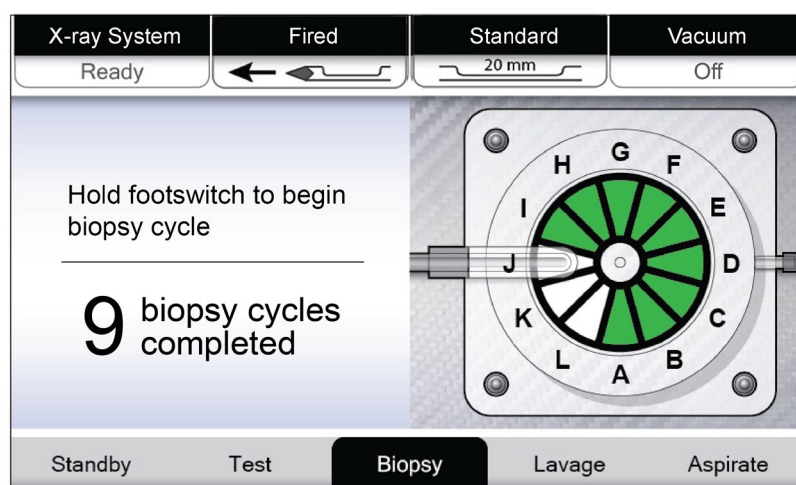 X-ray System
Fired
Standard
Vacuum
Ready
20 mm
Off
Hold footswitch to begin
biopsy cycle
9 biopsy cycles
completed
G
H
F
I
E
J
D
K
C
L
B
A
Standby
Test
Biopsy
Lavage
Aspirate